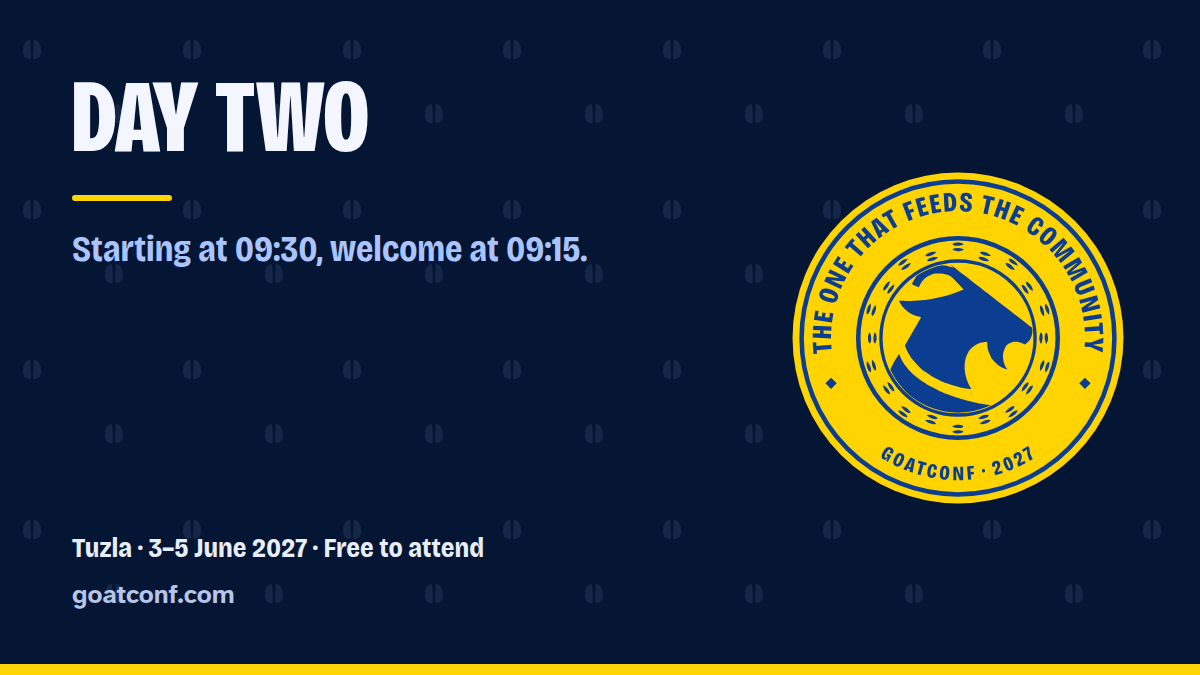 DAY TWO
Starting at 09:30, welcome at 09:15.
THE ONE THAT FEEDS THE COMMUNITY
GOATCONF · 2027
Tuzla · 3–5 June 2027 · Free to attend
goatconf.com